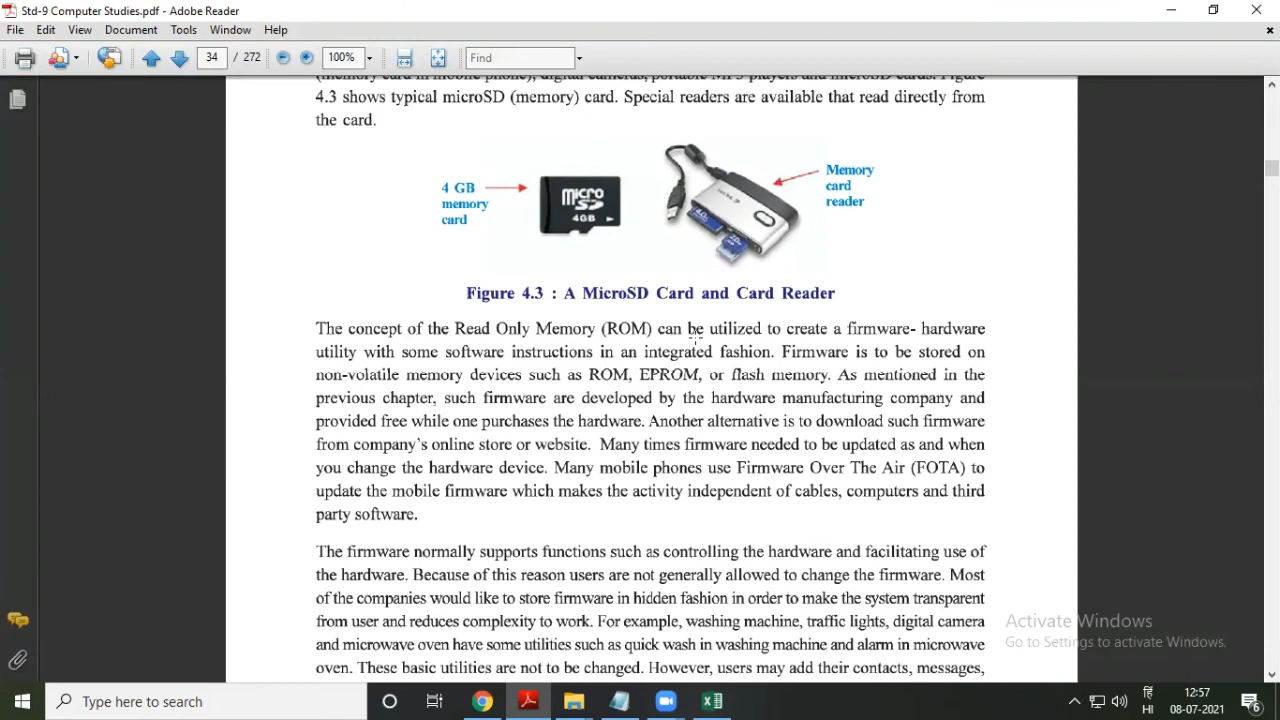 Std-9 Computer Studies.pdf - Adobe Reader
File Edit View Document Tools Window Help
34 / 272 100% Find
4.3 shows typical microSD (memory) card. Special readers are available that read directly from
the card.
4 GB
memory
card
micro
SD
4GB
Memory
card
reader
Figure 4.3 : A MicroSD Card and Card Reader
The concept of the Read Only Memory (ROM) can be utilized to create a firmware- hardware
utility with some software instructions in an integrated fashion. Firmware is to be stored on
non-volatile memory devices such as ROM, EPROM, or flash memory. As mentioned in the
previous chapter, such firmware are developed by the hardware manufacturing company and
provided free while one purchases the hardware. Another alternative is to download such firmware
from company's online store or website. Many times firmware needed to be updated as and when
you change the hardware device. Many mobile phones use Firmware Over The Air (FOTA) to
update the mobile firmware which makes the activity independent of cables, computers and third
party software.
The firmware normally supports functions such as controlling the hardware and facilitating use of
the hardware. Because of this reason users are not generally allowed to change the firmware. Most
of the companies would like to store firmware in hidden fashion in order to make the system transparent
from user and reduces complexity to work. For example, washing machine, traffic lights, digital camera
and microwave oven have some utilities such as quick wash in washing machine and alarm in microwave
oven. These basic utilities are not to be changed. However, users may add their contacts, messages,
Activate Windows
Go to Settings to activate Windows.
Type here to search
हि
HI
12:57
08-07-2021
6